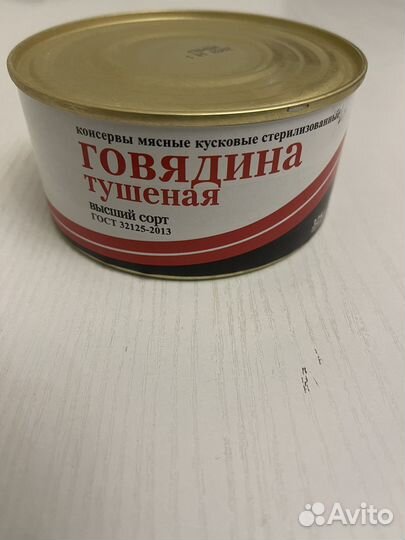 консервы мясные кусковые стерилизованные
ГОВЯДИНА
тушеная
высший сорт
ГОСТ 32125-2013
Avito